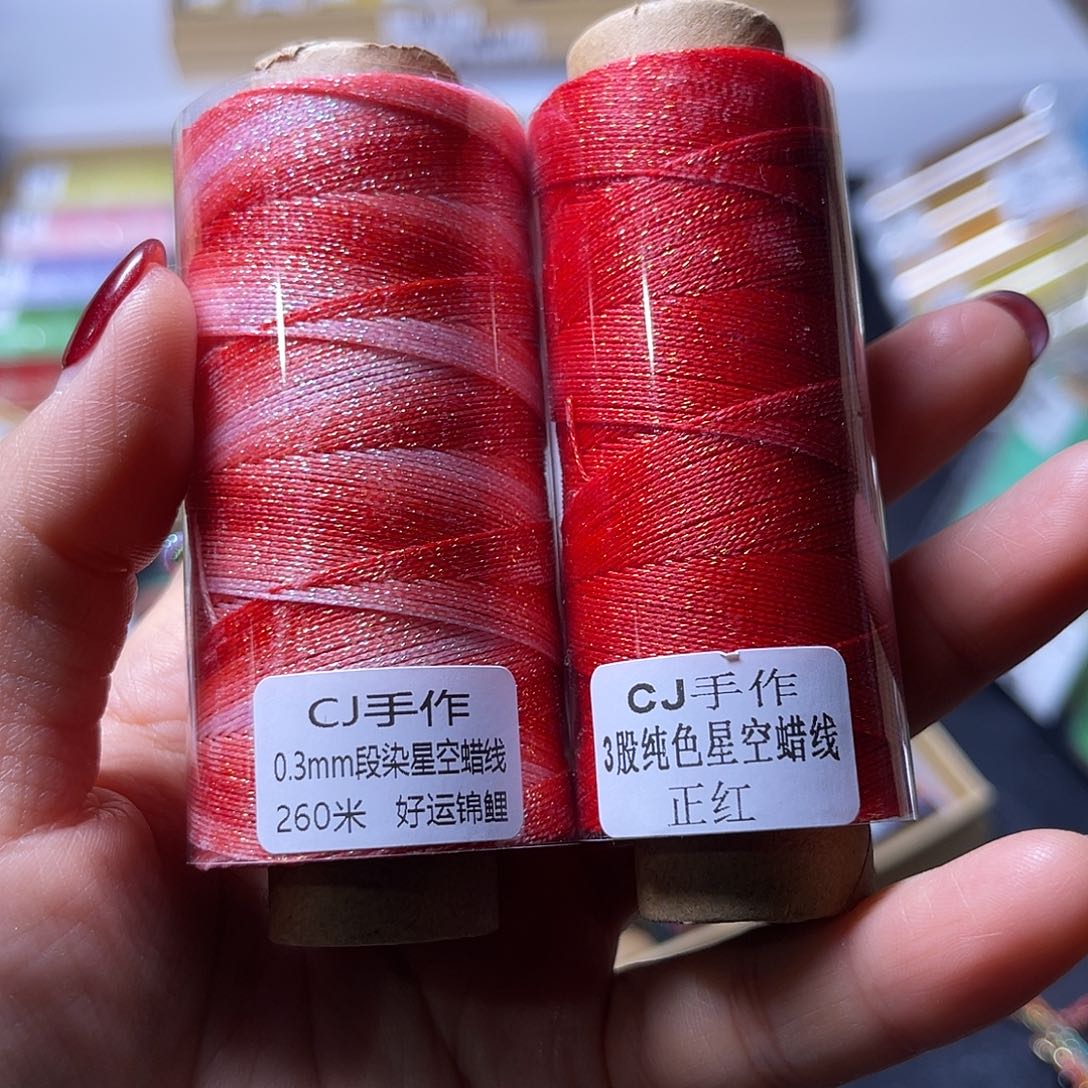 CJ手作
0.3mm段染星空蜡线
260米 好运锦鲤
CJ手作
3股纯色星空蜡线
正红